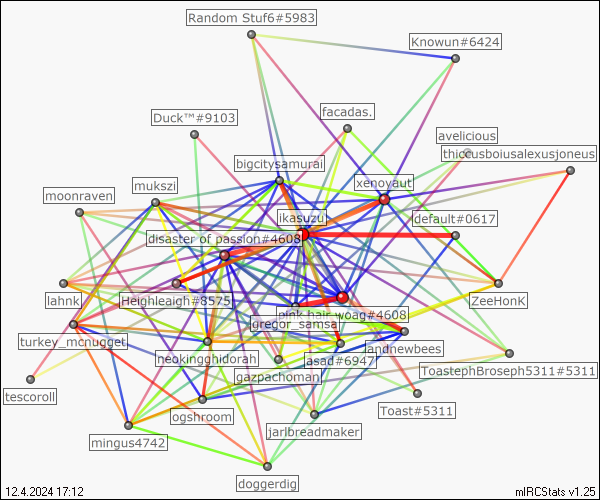 Random Stuf6#5983
Knowun#6424
Duck™#9103
facadas.
avelicious
thiccusboiusalexusjoneus
bigcitysamurai
xenoyaut
mukszi
moonraven
ikasuzu
default#0617
disaster of passion#4608
lahnk
Heighleaigh#8575
ZeeHonK
pink hair woag#4608
gregor_samsa
turkey_mcnugget
landnewbees
neokingghidorah
asad#6947
ToastephBroseph5311#5311
gazpachoman
tescoroll
ogshroom
Toast#5311
jarlbreadmaker
mingus4742
doggerdig
12.4.2024 17:12
mIRCStats v1.25